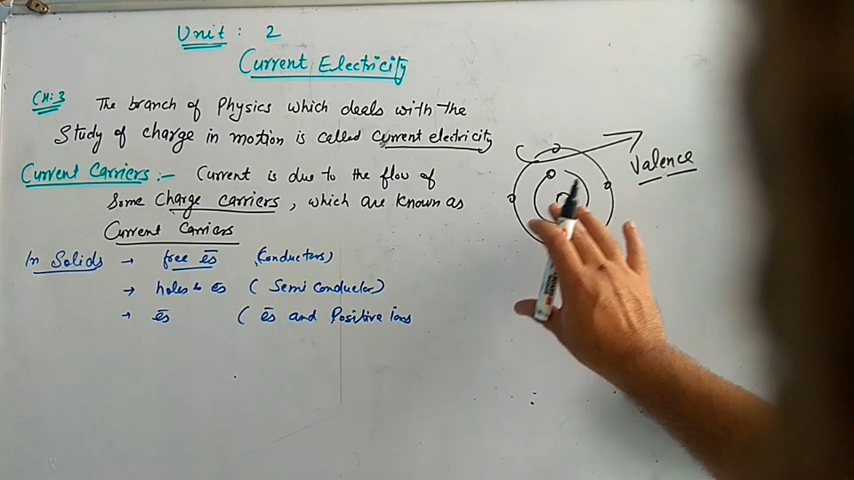 Unit : 2
Current Electricity
CH:3 The branch of Physics which deals with the
Study of charge in motion is called Current electricity
Current Carriers :- Current is due to the flow of
Some Charge carriers, which are known as
Current Carriers
In Solids → free ēs (Conductors)
→ holes & ēs (Semi Conductor)
→ ēs (ēs and Positive ions
Valence